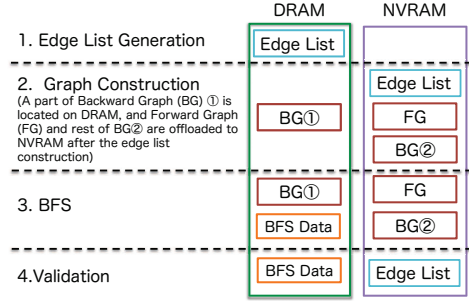 DRAM
NVRAM
1. Edge List Generation
Edge List
2. Graph Construction
(A part of Backward Graph (BG) ① is
located on DRAM, and Forward Graph
(FG) and rest of BG② are offloaded to
NVRAM after the edge list
construction)
BG①
Edge List
FG
BG②
3. BFS
BG①
BFS Data
FG
BG②
4.Validation
BFS Data
Edge List